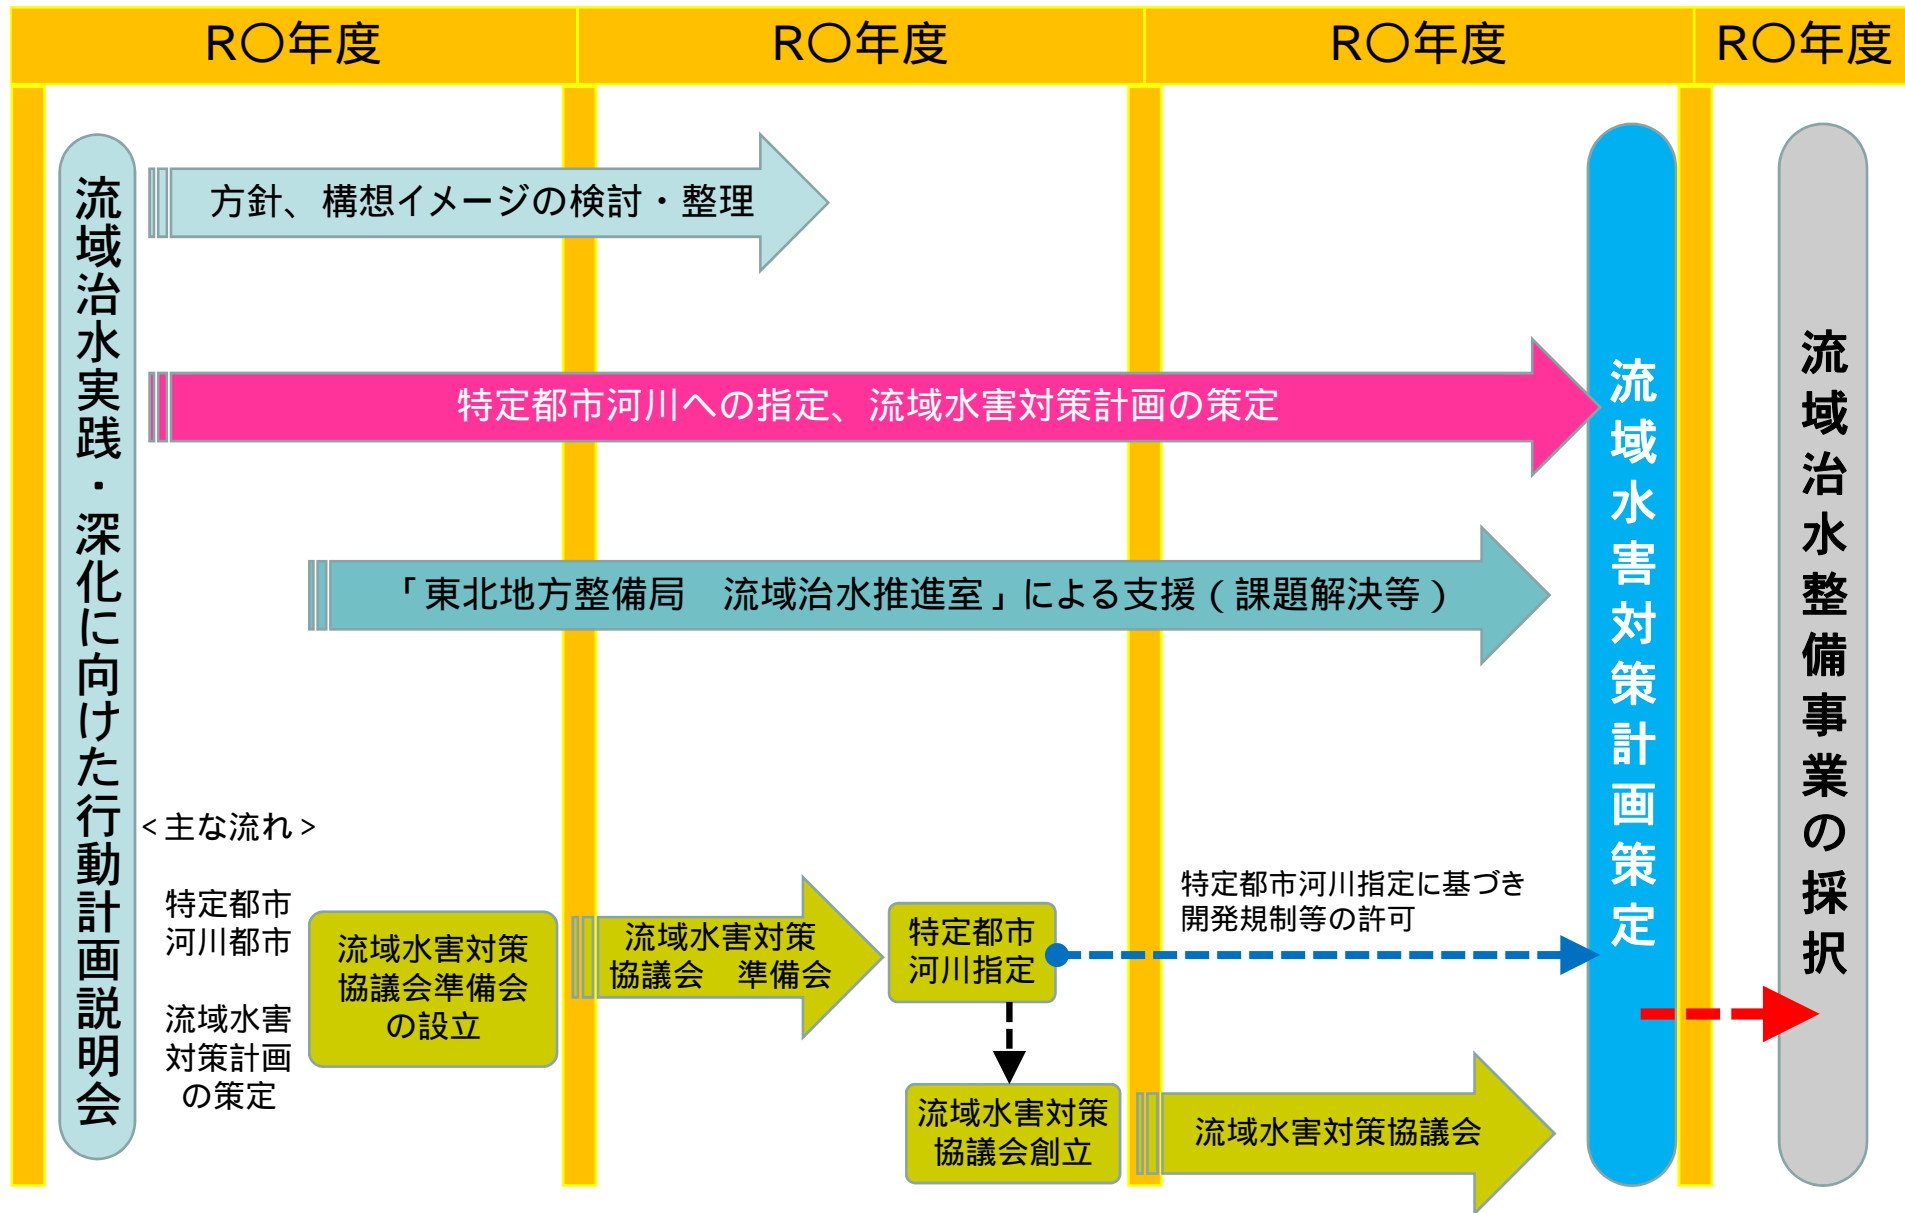 R〇年度
R〇年度
R〇年度
R〇年度
流域治水実践・深化に向けた行動計画説明会
方針、構想イメージの検討・整理
特定都市河川への指定、流域水害対策計画の策定
「東北地方整備局　流域治水推進室」による支援(課題解決等)
<主な流れ>
特定都市
河川都市
流域水害
対策計画
の策定
流域水害対策
協議会準備会
の設立
流域水害対策
協議会　準備会
特定都市
河川指定
特定都市河川指定に基づき
開発規制等の許可
流域水害対策
協議会創立
流域水害対策協議会
流域水害対策計画策定
流域治水整備事業の採択